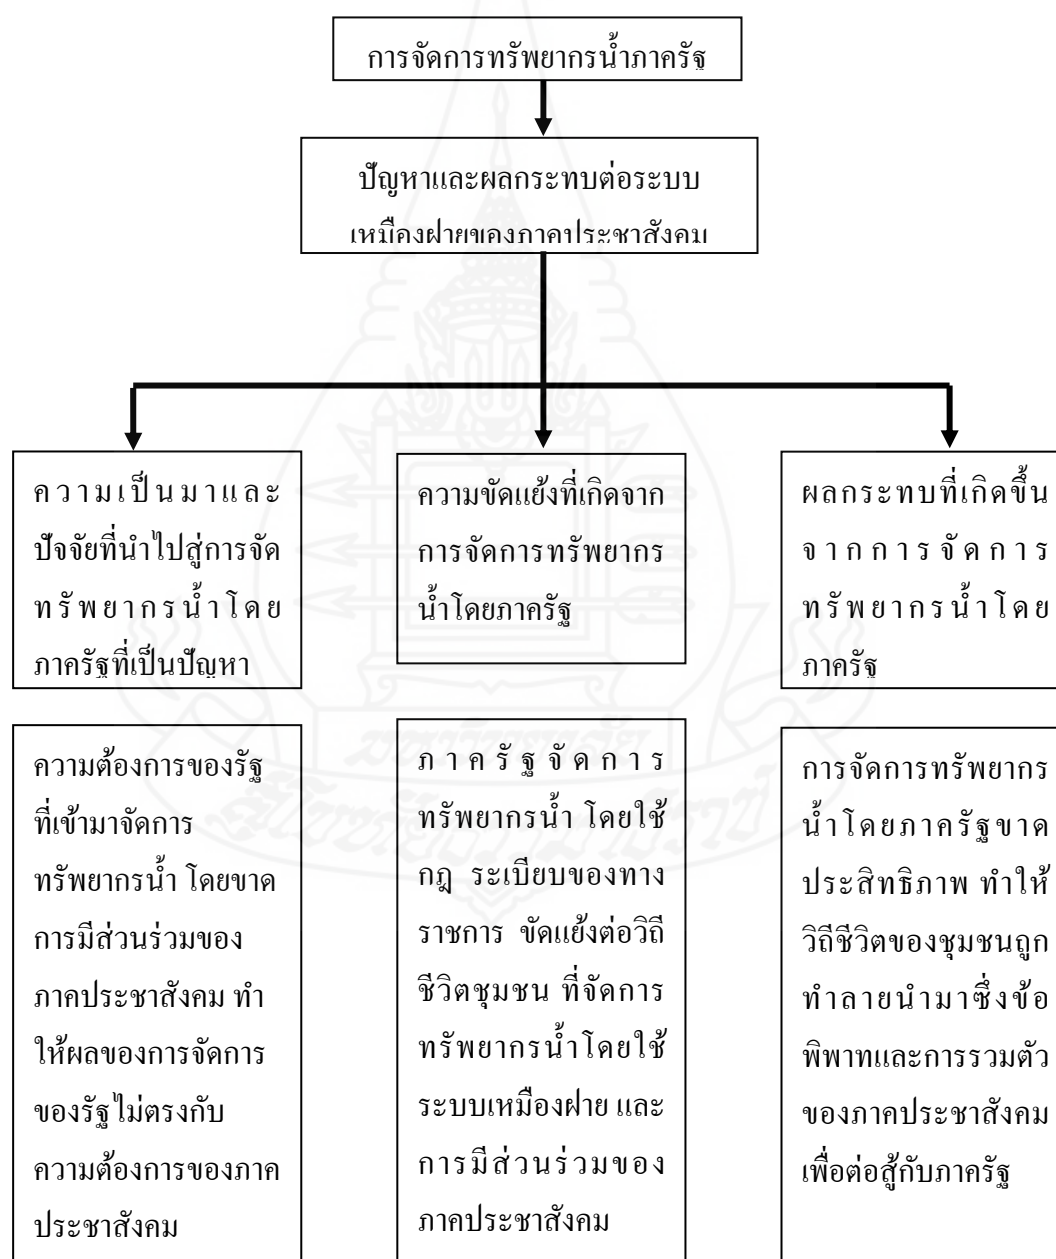 การจัดการทรัพยากรน้ำภาครัฐ
ปัญหาและผลกระทบต่อระบบ
เหมืองฝายของภาคประชาสังคม
ความเป็นมาและ
ปัจจัยที่นำไปสู่การจัด
ทรัพยากรน้ำโดย
ภาครัฐที่เป็นปัญหา
ความขัดแย้งที่เกิดจาก
การจัดการทรัพยากร
น้ำโดยภาครัฐ
ผลกระทบที่เกิดขึ้น
จากการจัดการ
ทรัพยากรน้ำโดย
ภาครัฐ
ความต้องการของรัฐ
ที่เข้ามาจัดการ
ทรัพยากรน้ำ โดยขาด
การมีส่วนร่วมของ
ภาคประชาสังคม ทำ
ให้ผลของการจัดการ
ของรัฐไม่ตรงกับ
ความต้องการของภาค
ประชาสังคม
ภาครัฐจัดการ
ทรัพยากรน้ำ โดยใช้
กฎ ระเบียบของทาง
ราชการ ขัดแย้งต่อวิถี
ชีวิตชุมชน ที่จัดการ
ทรัพยากรน้ำโดยใช้
ระบบเหมืองฝาย และ
การมีส่วนร่วมของ
ภาคประชาสังคม
การจัดการทรัพยากร
น้ำโดยภาครัฐขาด
ประสิทธิภาพ ทำให้
วิถีชีวิตของชุมชนถูก
ทำลายนำมาซึ่งข้อ
พิพาทและการรวมตัว
ของภาคประชาสังคม
เพื่อต่อสู้กับภาครัฐ
มหาวิทยาลัย
สุโขทัยธรรมาธิราช